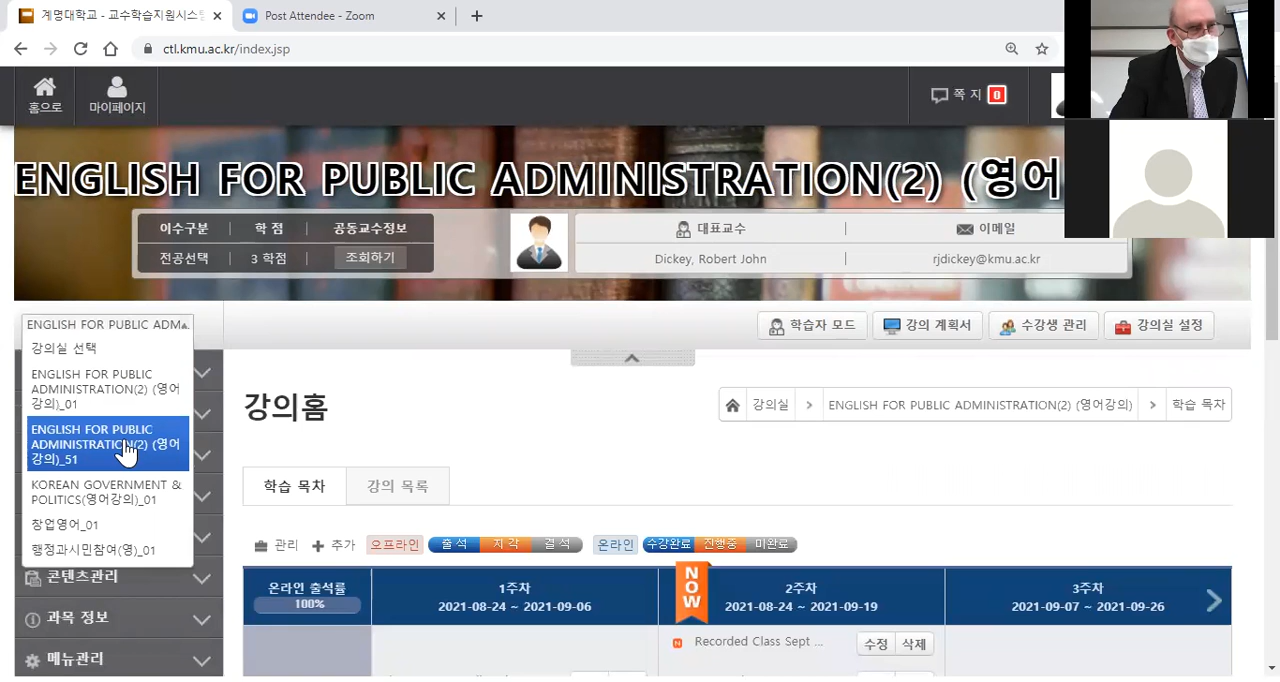 계명대학교 - 교수학습지원시스템
Post Attendee - Zoom
ctl.kmu.ac.kr/index.jsp
홈으로
마이페이지
쪽 지 0
ENGLISH FOR PUBLIC ADMINISTRATION(2) (영어
이수구분 | 학 점 | 공동교수정보
전공선택 | 3 학점 | 조회하기
대표교수 | 이메일
Dickey, Robert John | rjdickey@kmu.ac.kr
ENGLISH FOR PUBLIC ADM
학습자 모드
강의 계획서
수강생 관리
강의실 설정
강의실 선택
ENGLISH FOR PUBLIC
ADMINISTRATION(2) (영어
강의)_01
ENGLISH FOR PUBLIC
ADMINISTRATION(2) (영어
강의)_51
KOREAN GOVERNMENT &
POLITICS(영어강의)_01
창업영어_01
행정과시민참여(영)_01
콘텐츠관리
과목 정보
메뉴관리
강의홈
강의실 > ENGLISH FOR PUBLIC ADMINISTRATION(2) (영어강의) > 학습 목차
학습 목차
강의 목록
관리 + 추가 오프라인 출 석 지 각 결 석 온라인 수강완료 진행중 미완료
온라인 출석률
100%
1주차
2021-08-24 ~ 2021-09-06
NOW
2주차
2021-08-24 ~ 2021-09-19
3주차
2021-09-07 ~ 2021-09-26
N Recorded Class Sept ... 수정 삭제